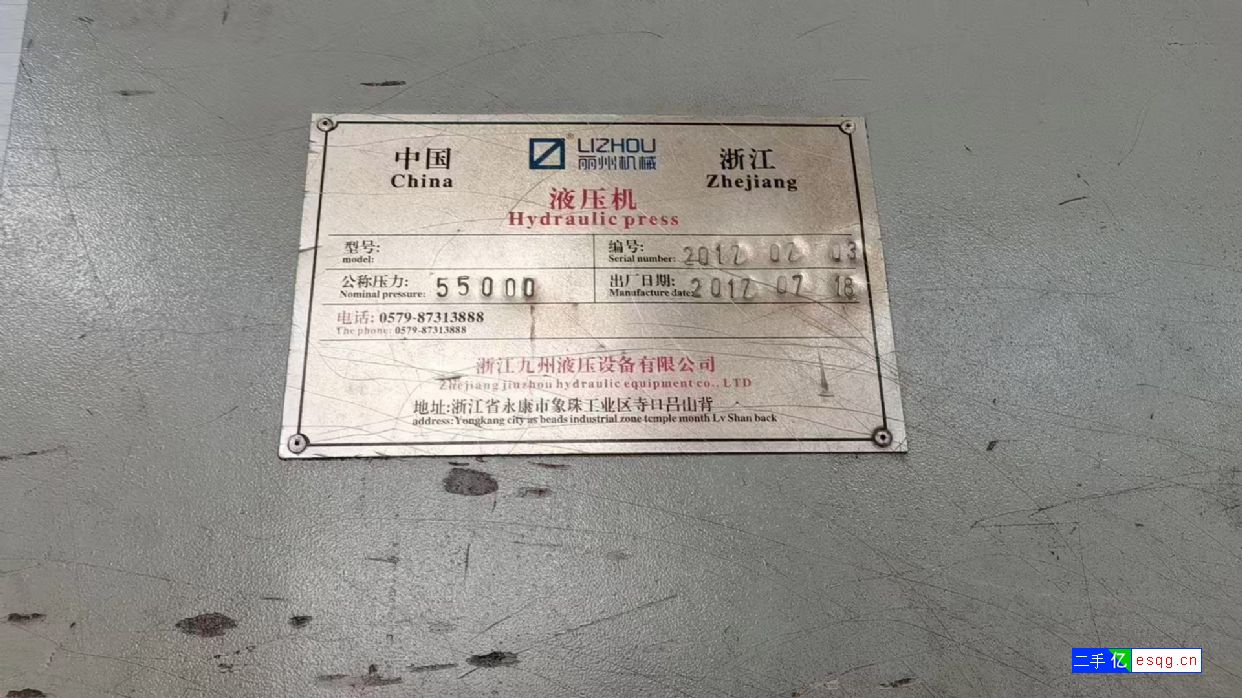 中国
China
LIZHOU
丽州机械
浙江
Zhejiang
液压机
Hydraulic press
型号:
model:
编号: 2017 07 03
Serial number:
公称压力: 55000
Nominal pressure:
出厂日期: 2017 07 18
Manufacture date:
电话: 0579-87313888
The phone: 0579-87313888
浙江九州液压设备有限公司
Zhejiang jiuzhou hydraulic equipment co., LTD
地址:浙江省永康市象珠工业区寺口吕山背
address: Yongkang city as beads industrial zone temple month Lv Shan back
二手亿 esqg.cn